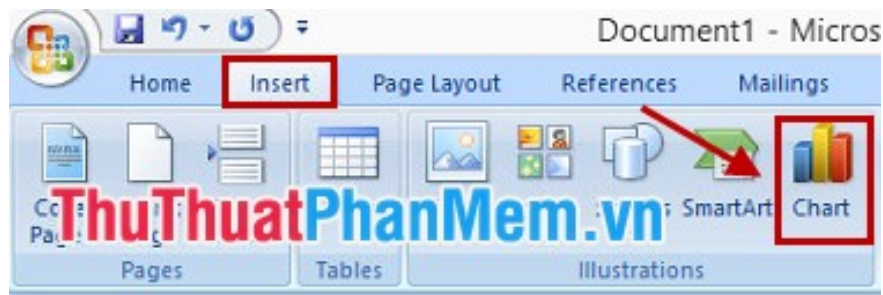 Document1 - Micros
Home Insert Page Layout References Mailings
SmartArt Chart
ThuThuatPhanMem.vn
Pages Tables Illustrations